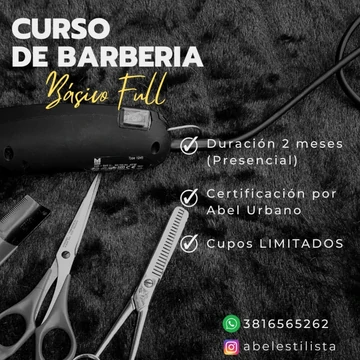 CURSO
DE BARBERIA
Básico Full
Duración 2 meses
(Presencial)
Certificación por
Abel Urbano
Cupos LIMITADOS
3816565262
abelestilista